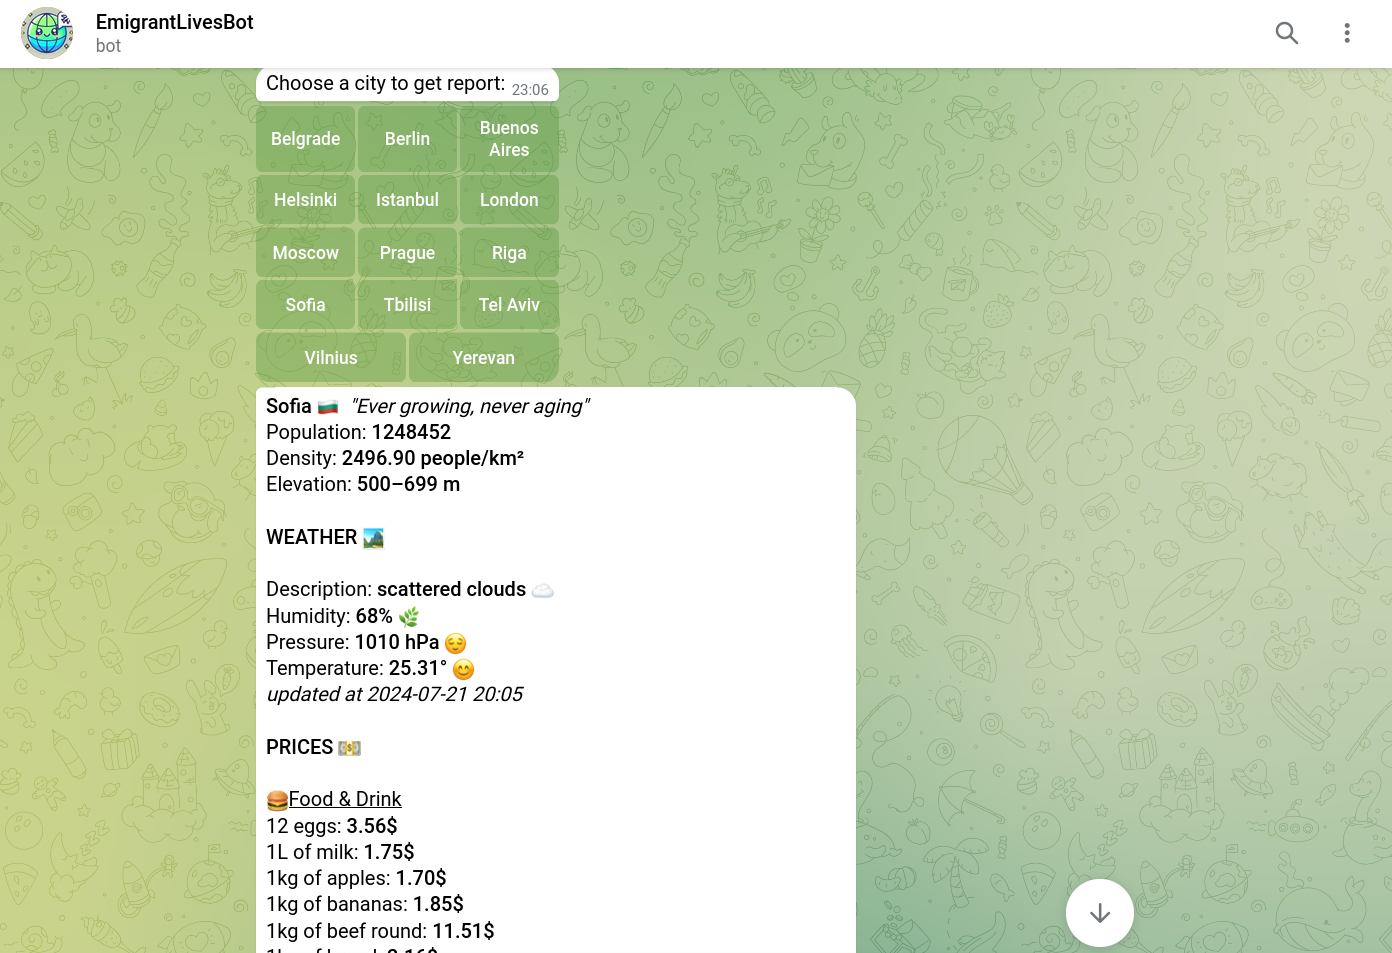 EmigrantLivesBot
bot
Choose a city to get report: 23:06
Belgrade Berlin Buenos Aires
Helsinki Istanbul London
Moscow Prague Riga
Sofia Tbilisi Tel Aviv
Vilnius Yerevan
Sofia 🇧🇬 "Ever growing, never aging"
Population: 1248452
Density: 2496.90 people/km²
Elevation: 500–699 m
WEATHER 🏞️
Description: scattered clouds ☁️
Humidity: 68% 🌿
Pressure: 1010 hPa 😌
Temperature: 25.31° 😊
updated at 2024-07-21 20:05
PRICES 💵
🍔Food & Drink
12 eggs: 3.56$
1L of milk: 1.75$
1kg of apples: 1.70$
1kg of bananas: 1.85$
1kg of beef round: 11.51$